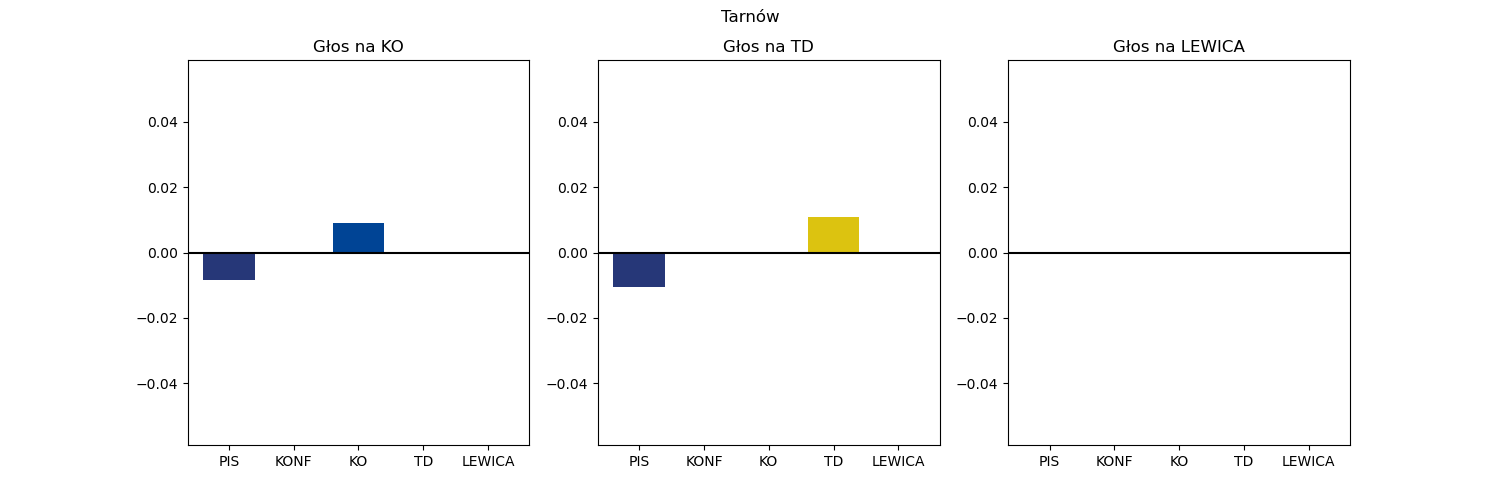 Tarnów
Głos na KO
Głos na TD
Głos na LEWICA
0.04
0.02
0.00
−0.02
−0.04
PIS KONF KO TD LEWICA
0.04
0.02
0.00
−0.02
−0.04
PIS KONF KO TD LEWICA
0.04
0.02
0.00
−0.02
−0.04
PIS KONF KO TD LEWICA